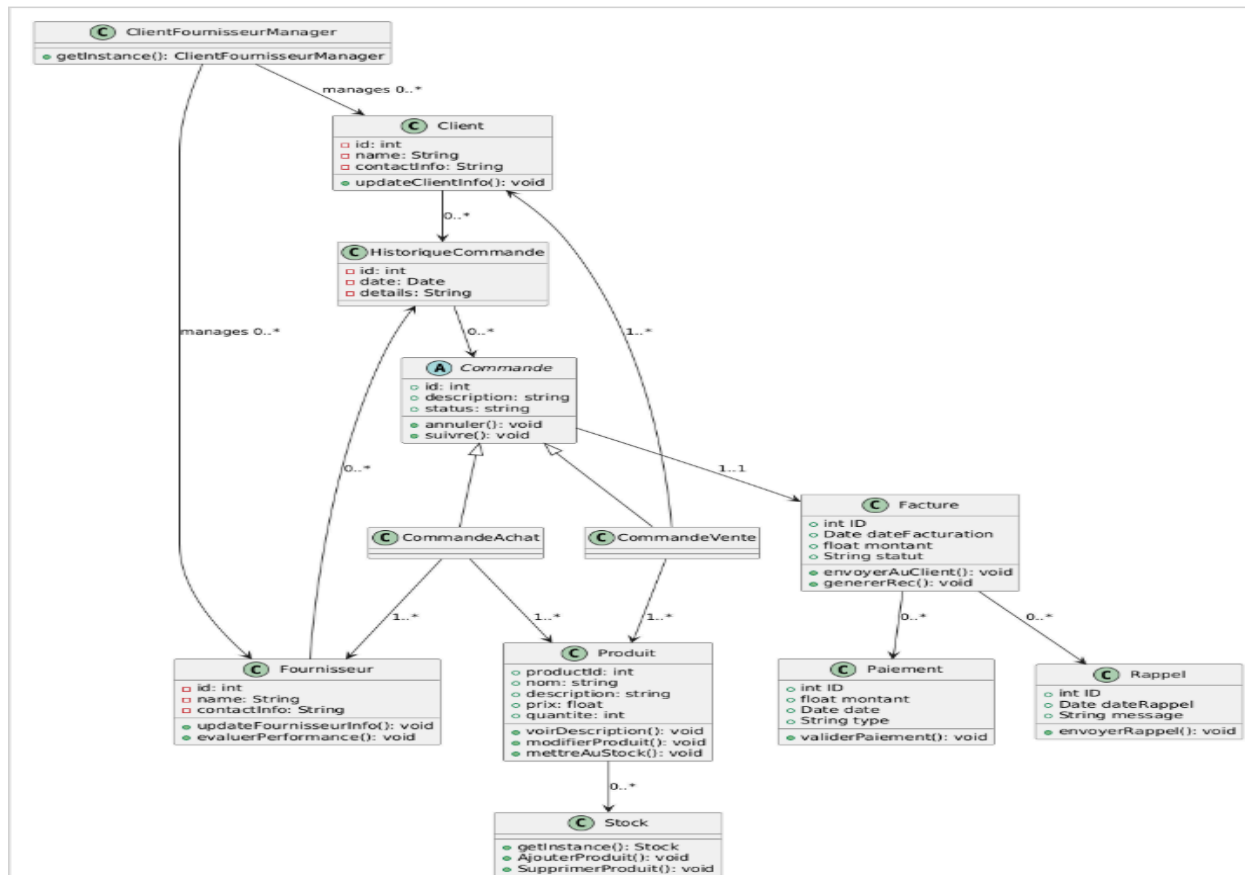 C ClientFournisseurManager
getInstance(): ClientFournisseurManager
manages 0..*
C Client
id: int
name: String
contactInfo: String
updateClientInfo(): void
0..*
C HistoriqueCommande
id: int
date: Date
details: String
manages 0..*
0..*
1..*
A Commande
id: int
description: string
status: string
annuler(): void
suivre(): void
0..*
1..1
C Facture
int ID
Date dateFacturation
float montant
String statut
envoyerAuClient(): void
genererRec(): void
C CommandeAchat
C CommandeVente
1..*
1..*
1..*
0..*
0..*
C Fournisseur
id: int
name: String
contactInfo: String
updateFournisseurInfo(): void
evaluerPerformance(): void
C Produit
productId: int
nom: string
description: string
prix: float
quantite: int
voirDescription(): void
modifierProduit(): void
mettreAuStock(): void
C Paiement
int ID
float montant
Date date
String type
validerPaiement(): void
C Rappel
int ID
Date dateRappel
String message
envoyerRappel(): void
0..*
C Stock
getInstance(): Stock
AjouterProduit(): void
SupprimerProduit(): void